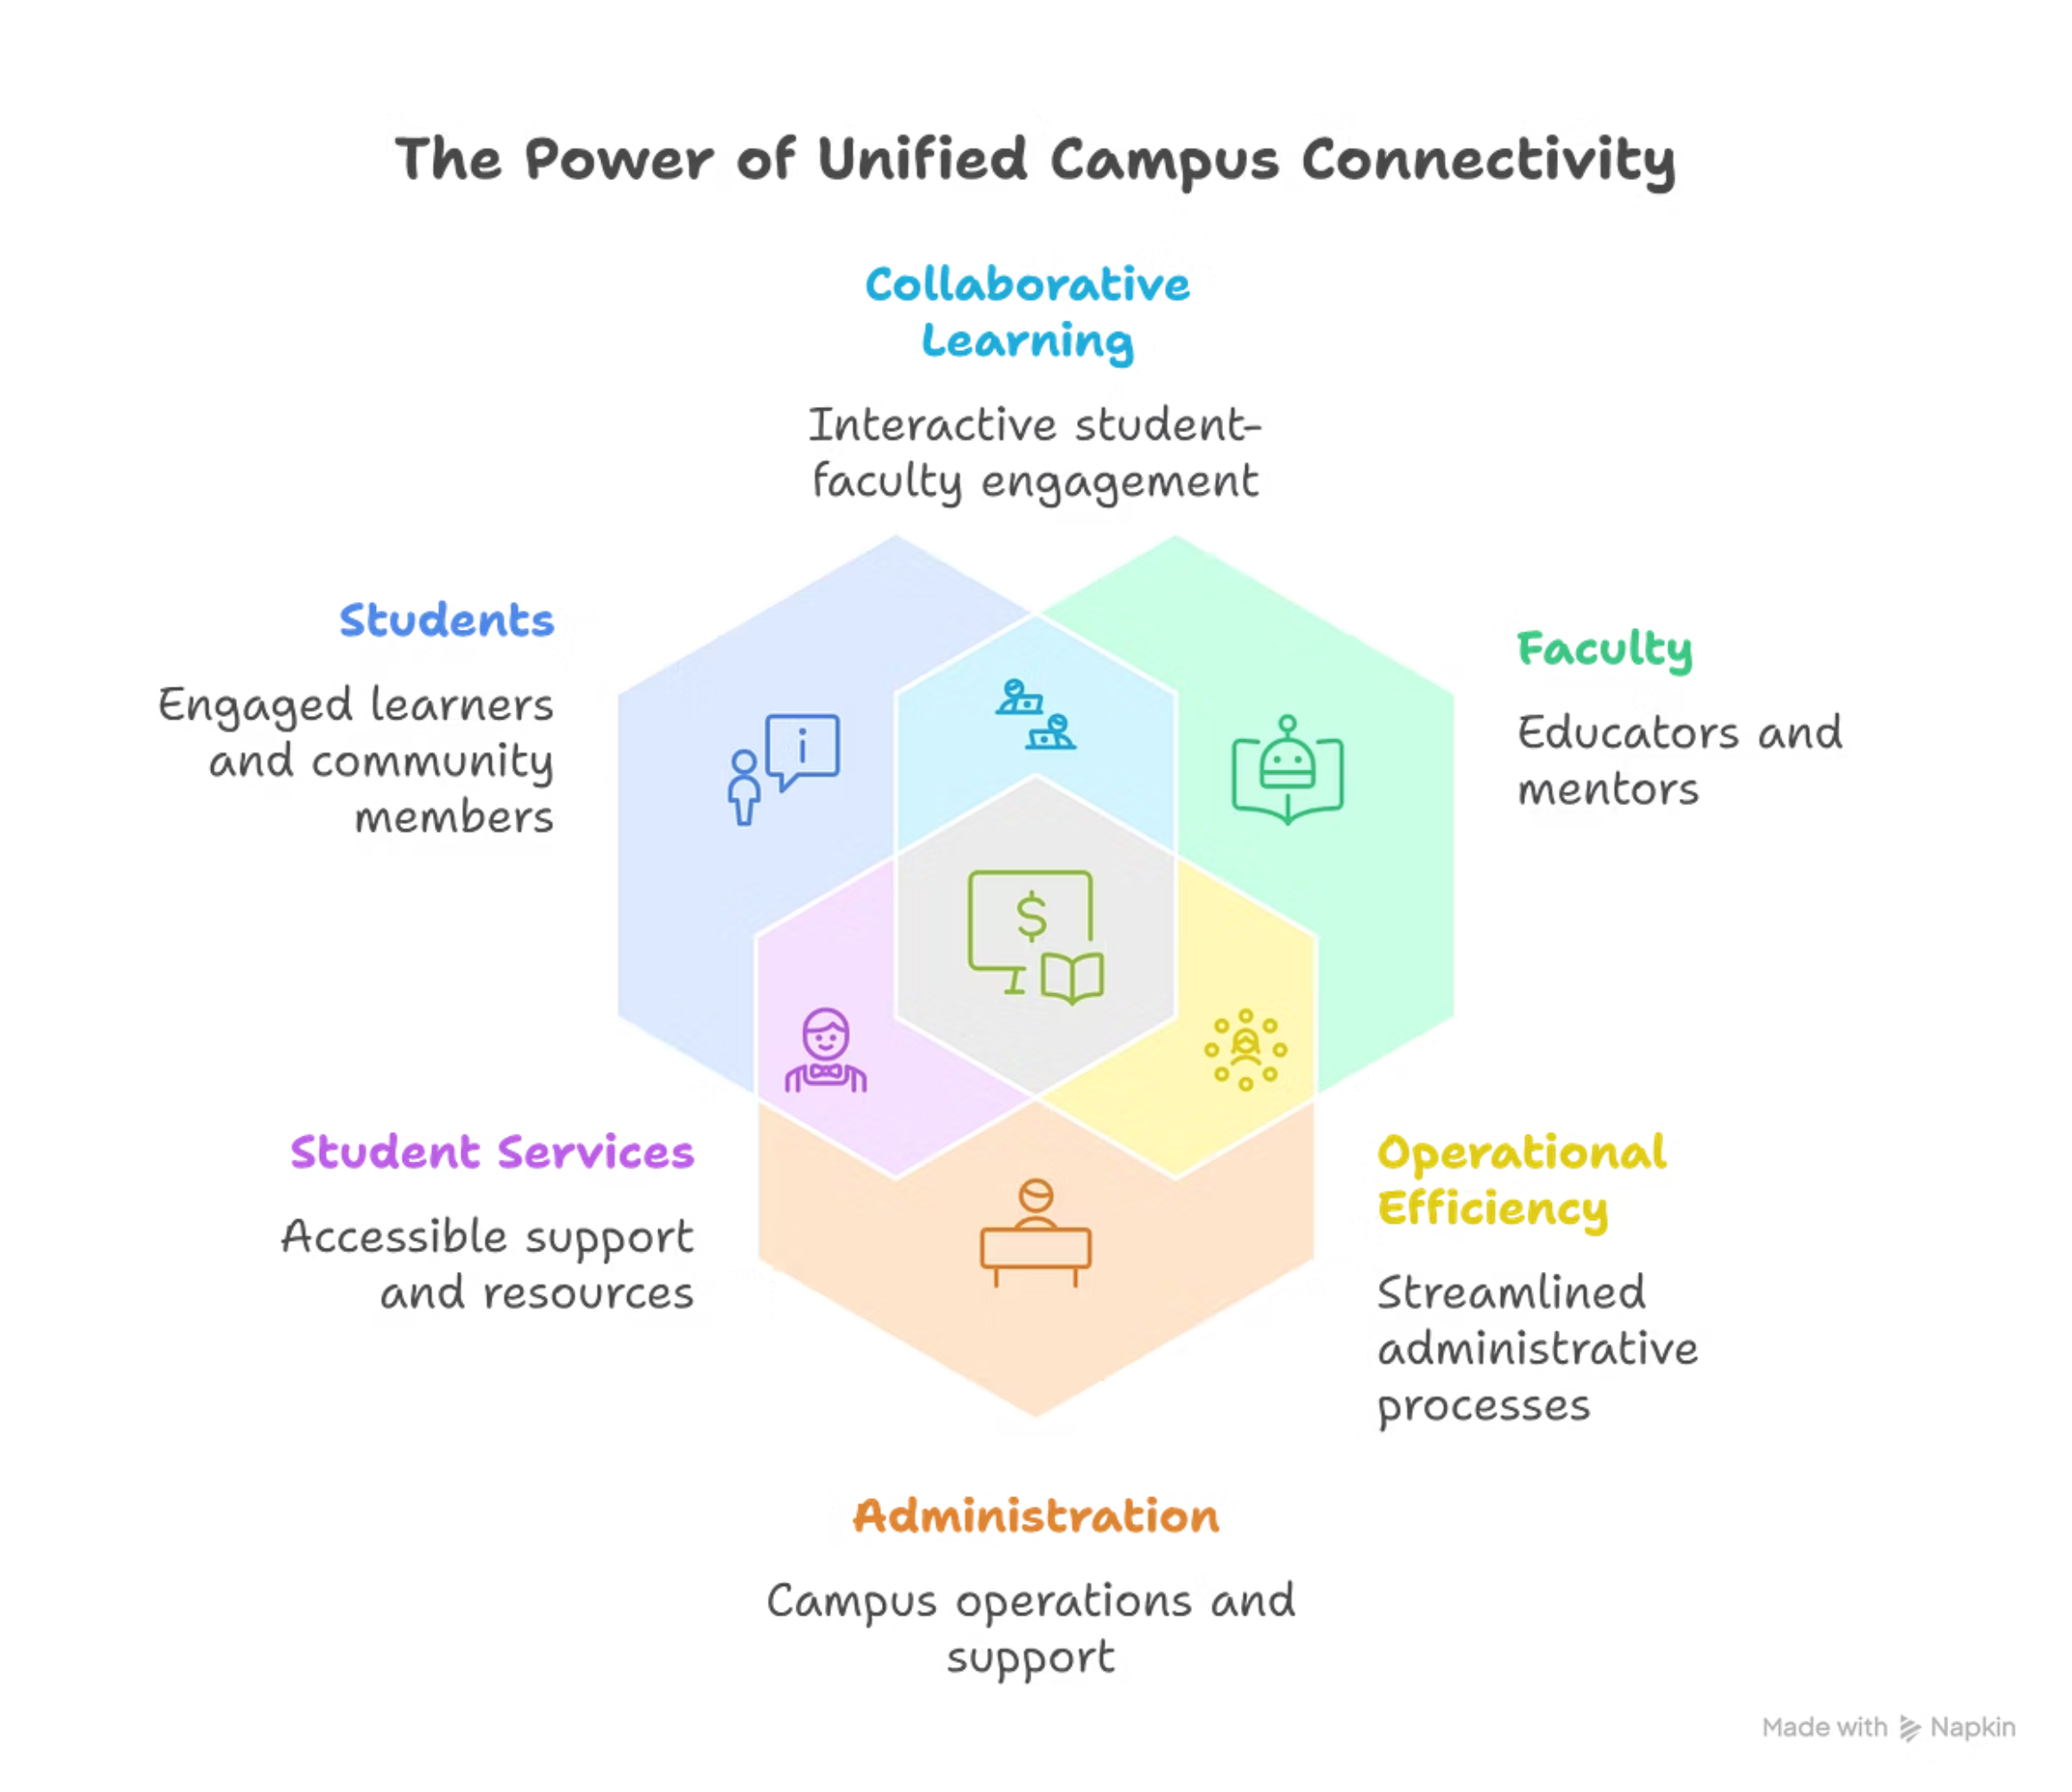 The Power of Unified Campus Connectivity
Collaborative
Learning
Interactive student-
faculty engagement
Students
Engaged learners
and community
members
Faculty
Educators and
mentors
i
$
Student Services
Accessible support
and resources
Operational
Efficiency
Streamlined
administrative
processes
Administration
Campus operations and
support
Made with Napkin